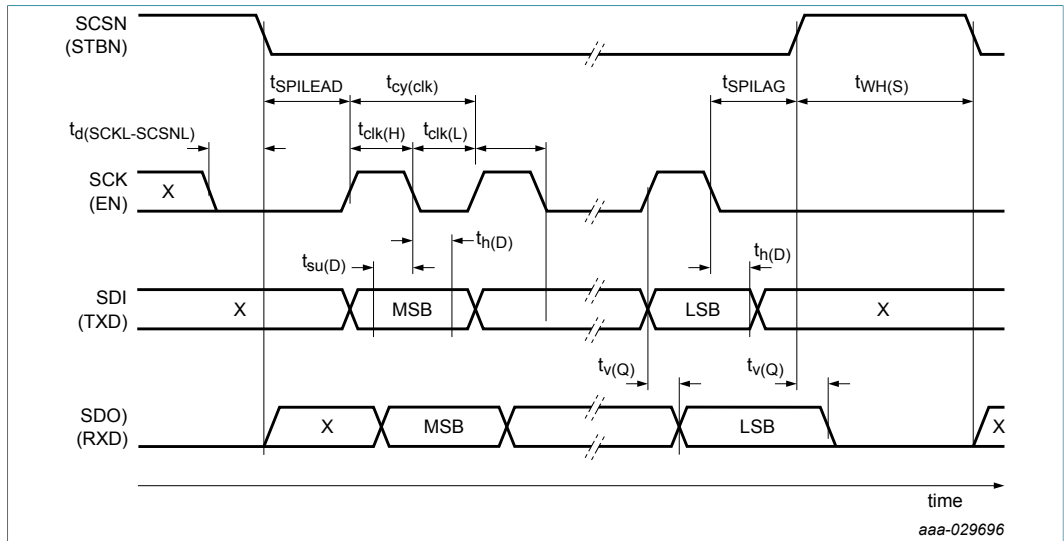 SCSN
(STBN)
tSPILEAD
tcy(clk)
tSPILAG
tWH(S)
td(SCKL-SCSNL)
tclk(H)
tclk(L)
SCK
(EN)
X
th(D)
tsu(D)
th(D)
SDI
(TXD)
X
MSB
LSB
X
tv(Q)
tv(Q)
SDO)
(RXD)
X
MSB
LSB
X
time
aaa-029696